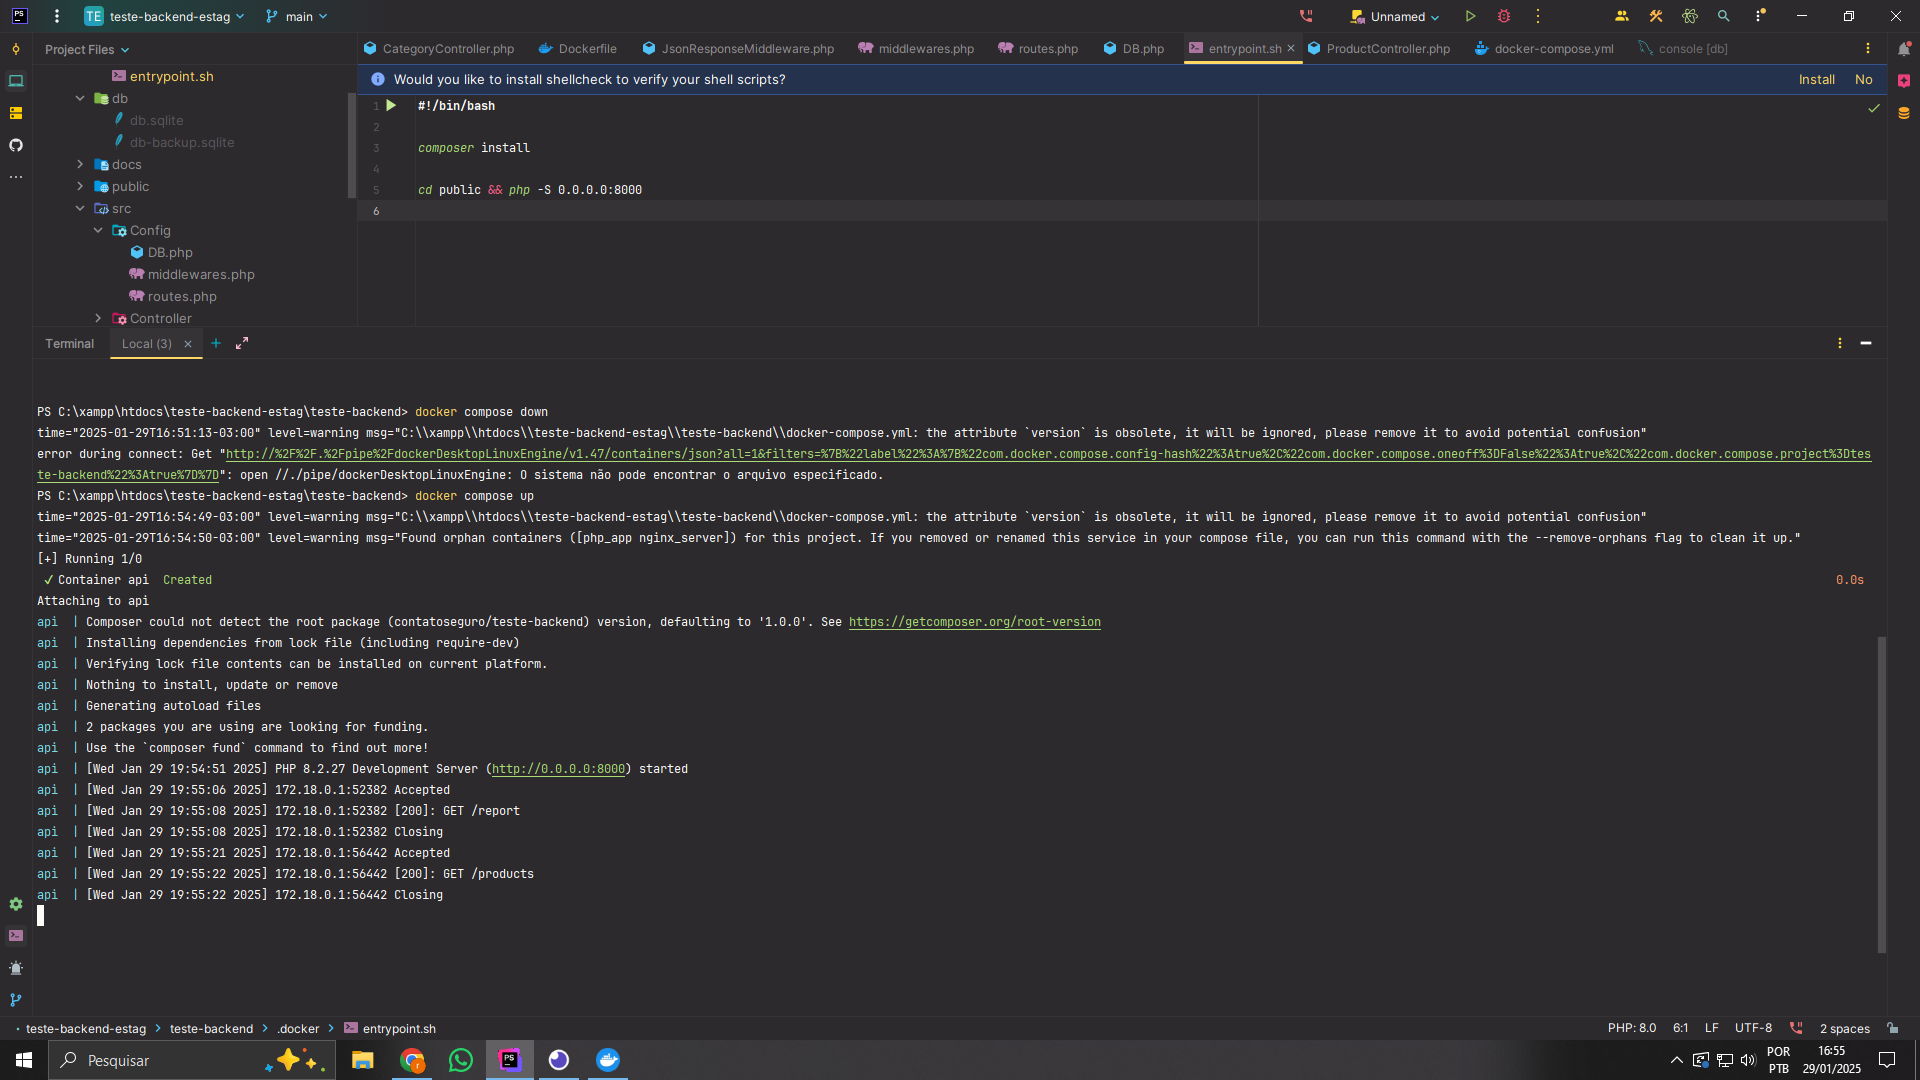 PS
TE teste-backend-estag
main
Unnamed
Project Files
CategoryController.php
Dockerfile
JsonResponseMiddleware.php
middlewares.php
routes.php
DB.php
entrypoint.sh
ProductController.php
docker-compose.yml
console [db]
Would you like to install shellcheck to verify your shell scripts?
Install
No
entrypoint.sh
db
db.sqlite
db-backup.sqlite
docs
public
src
Config
DB.php
middlewares.php
routes.php
Controller
1 #!/bin/bash
2
3 composer install
4
5 cd public && php -S 0.0.0.0:8000
6
Terminal
Local (3)
PS C:\xampp\htdocs\teste-backend-estag\teste-backend> docker compose down
time="2025-01-29T16:51:13-03:00" level=warning msg="C:\\xampp\\htdocs\\teste-backend-estag\\teste-backend\\docker-compose.yml: the attribute `version` is obsolete, it will be ignored, please remove it to avoid potential confusion"
error during connect: Get "http://%2F%2F.%2Fpipe%2FdockerDesktopLinuxEngine/v1.47/containers/json?all=1&filters=%7B%22label%22%3A%7B%22com.docker.compose.config-hash%22%3Atrue%2C%22com.docker.compose.oneoff%3DFalse%22%3Atrue%2C%22com.docker.compose.project%3Dtes
te-backend%22%3Atrue%7D%7D": open //./pipe/dockerDesktopLinuxEngine: O sistema não pode encontrar o arquivo especificado.
PS C:\xampp\htdocs\teste-backend-estag\teste-backend> docker compose up
time="2025-01-29T16:54:49-03:00" level=warning msg="C:\\xampp\\htdocs\\teste-backend-estag\\teste-backend\\docker-compose.yml: the attribute `version` is obsolete, it will be ignored, please remove it to avoid potential confusion"
time="2025-01-29T16:54:50-03:00" level=warning msg="Found orphan containers ([php_app nginx_server]) for this project. If you removed or renamed this service in your compose file, you can run this command with the --remove-orphans flag to clean it up."
[+] Running 1/0
✓ Container api Created 0.0s
Attaching to api
api | Composer could not detect the root package (contatoseguro/teste-backend) version, defaulting to '1.0.0'. See https://getcomposer.org/root-version
api | Installing dependencies from lock file (including require-dev)
api | Verifying lock file contents can be installed on current platform.
api | Nothing to install, update or remove
api | Generating autoload files
api | 2 packages you are using are looking for funding.
api | Use the `composer fund` command to find out more!
api | [Wed Jan 29 19:54:51 2025] PHP 8.2.27 Development Server (http://0.0.0.0:8000) started
api | [Wed Jan 29 19:55:06 2025] 172.18.0.1:52382 Accepted
api | [Wed Jan 29 19:55:08 2025] 172.18.0.1:52382 [200]: GET /report
api | [Wed Jan 29 19:55:08 2025] 172.18.0.1:52382 Closing
api | [Wed Jan 29 19:55:21 2025] 172.18.0.1:56442 Accepted
api | [Wed Jan 29 19:55:22 2025] 172.18.0.1:56442 [200]: GET /products
api | [Wed Jan 29 19:55:22 2025] 172.18.0.1:56442 Closing
teste-backend-estag > teste-backend > .docker > entrypoint.sh
PHP: 8.0
6:1
LF
UTF-8
2 spaces
Pesquisar
r
PS
POR
PTB
16:55
29/01/2025